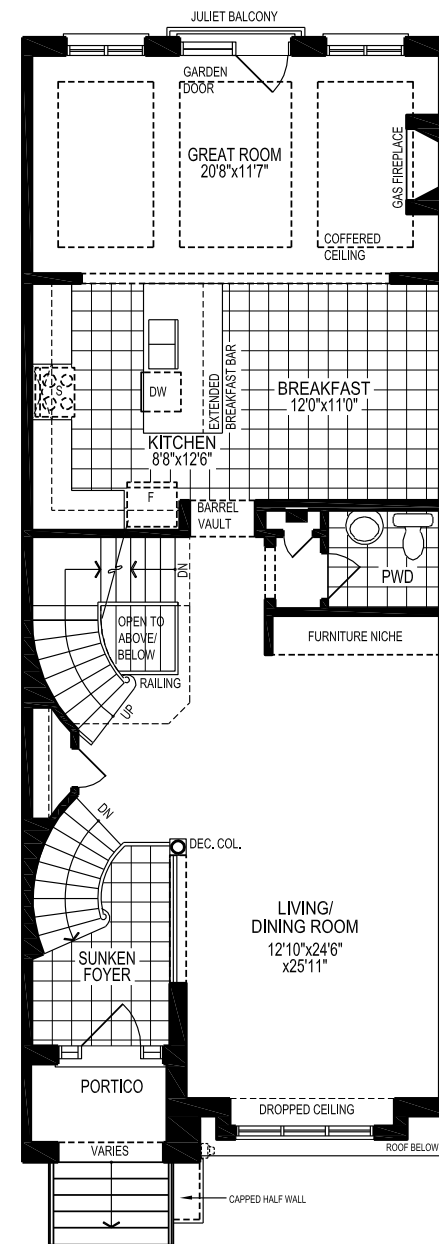 JULIET BALCONY
GARDEN
DOOR
GREAT ROOM
20'8"x11'7"
GAS FIREPLACE
COFFERED
CEILING
S
DW
EXTENDED
BREAKFAST BAR
BREAKFAST
12'0"x11'0"
KITCHEN
8'8"x12'6"
F
BARREL
VAULT
DN
PWD
OPEN TO
ABOVE/
BELOW
FURNITURE NICHE
RAILING
UP
DN
DEC. COL.
LIVING/
DINING ROOM
12'10"x24'6"
x25'11"
SUNKEN
FOYER
PORTICO
DROPPED CEILING
VARIES
ROOF BELOW
CAPPED HALF WALL